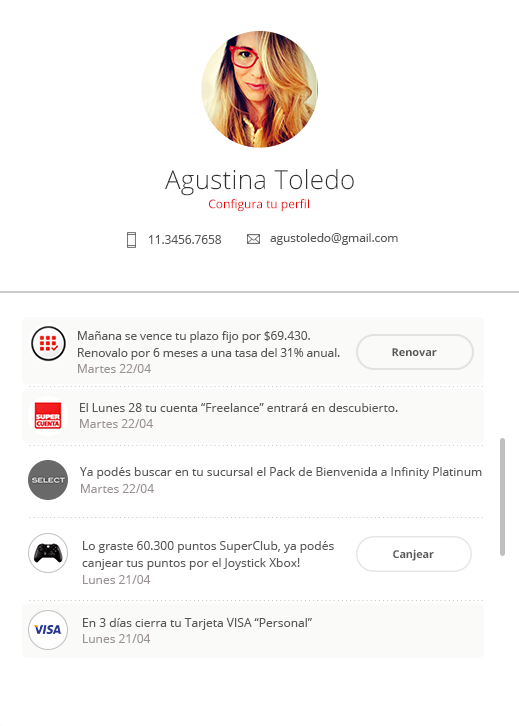 Agustina Toledo
Configura tu perfil
11.3456.7658
agustoledo@gmail.com
Mañana se vence tu plazo fijo por $69.430.
Renovalo por 6 meses a una tasa del 31% anual.
Martes 22/04
Renovar
SUPER
CUENTA
El Lunes 28 tu cuenta “Freelance” entrará en descubierto.
Martes 22/04
SELECT
Ya podés buscar en tu sucursal el Pack de Bienvenida a Infinity Platinum
Martes 22/04
Lo graste 60.300 puntos SuperClub, ya podés
canjear tus puntos por el Joystick Xbox!
Lunes 21/04
Canjear
VISA
En 3 días cierra tu Tarjeta VISA “Personal”
Lunes 21/04